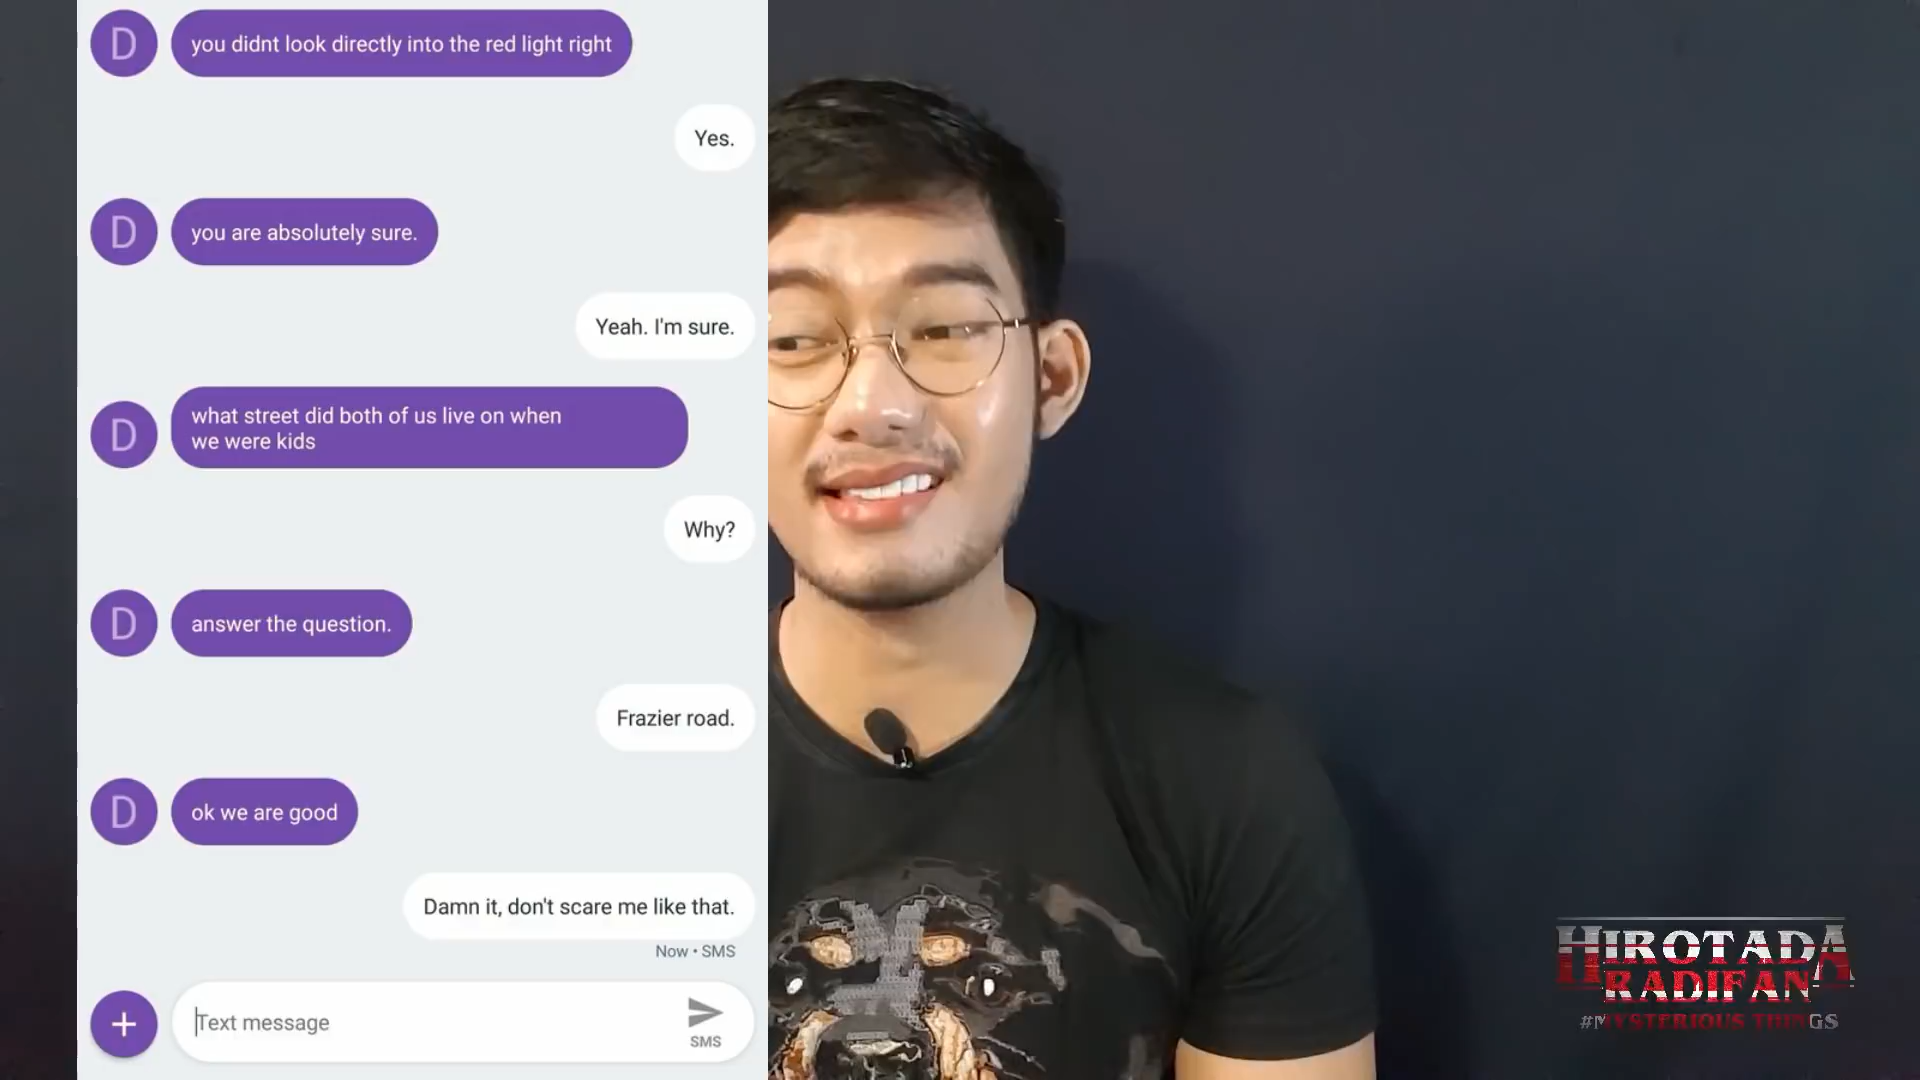 D
you didnt look directly into the red light right
Yes.
D
you are absolutely sure.
Yeah. I'm sure.
D
what street did both of us live on when
we were kids
Why?
D
answer the question.
Frazier road.
D
ok we are good
Damn it, don't scare me like that.
Now • SMS
+
Text message
SMS
HIROTADA
RADIFAN
#MYSTERIOUS THINGS